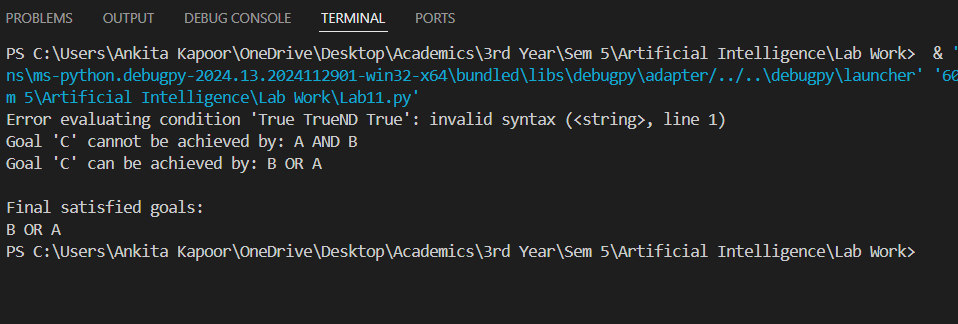 PROBLEMS OUTPUT DEBUG CONSOLE TERMINAL PORTS
PS C:\Users\Ankita Kapoor\OneDrive\Desktop\Academics\3rd Year\Sem 5\Artificial Intelligence\Lab Work>  & '
ns\ms-python.debugpy-2024.13.2024112901-win32-x64\bundled\libs\debugpy\adapter/../..\debugpy\launcher' '60
m 5\Artificial Intelligence\Lab Work\Lab11.py'
Error evaluating condition 'True TrueND True': invalid syntax (<string>, line 1)
Goal 'C' cannot be achieved by: A AND B
Goal 'C' can be achieved by: B OR A
Final satisfied goals:
B OR A
PS C:\Users\Ankita Kapoor\OneDrive\Desktop\Academics\3rd Year\Sem 5\Artificial Intelligence\Lab Work>